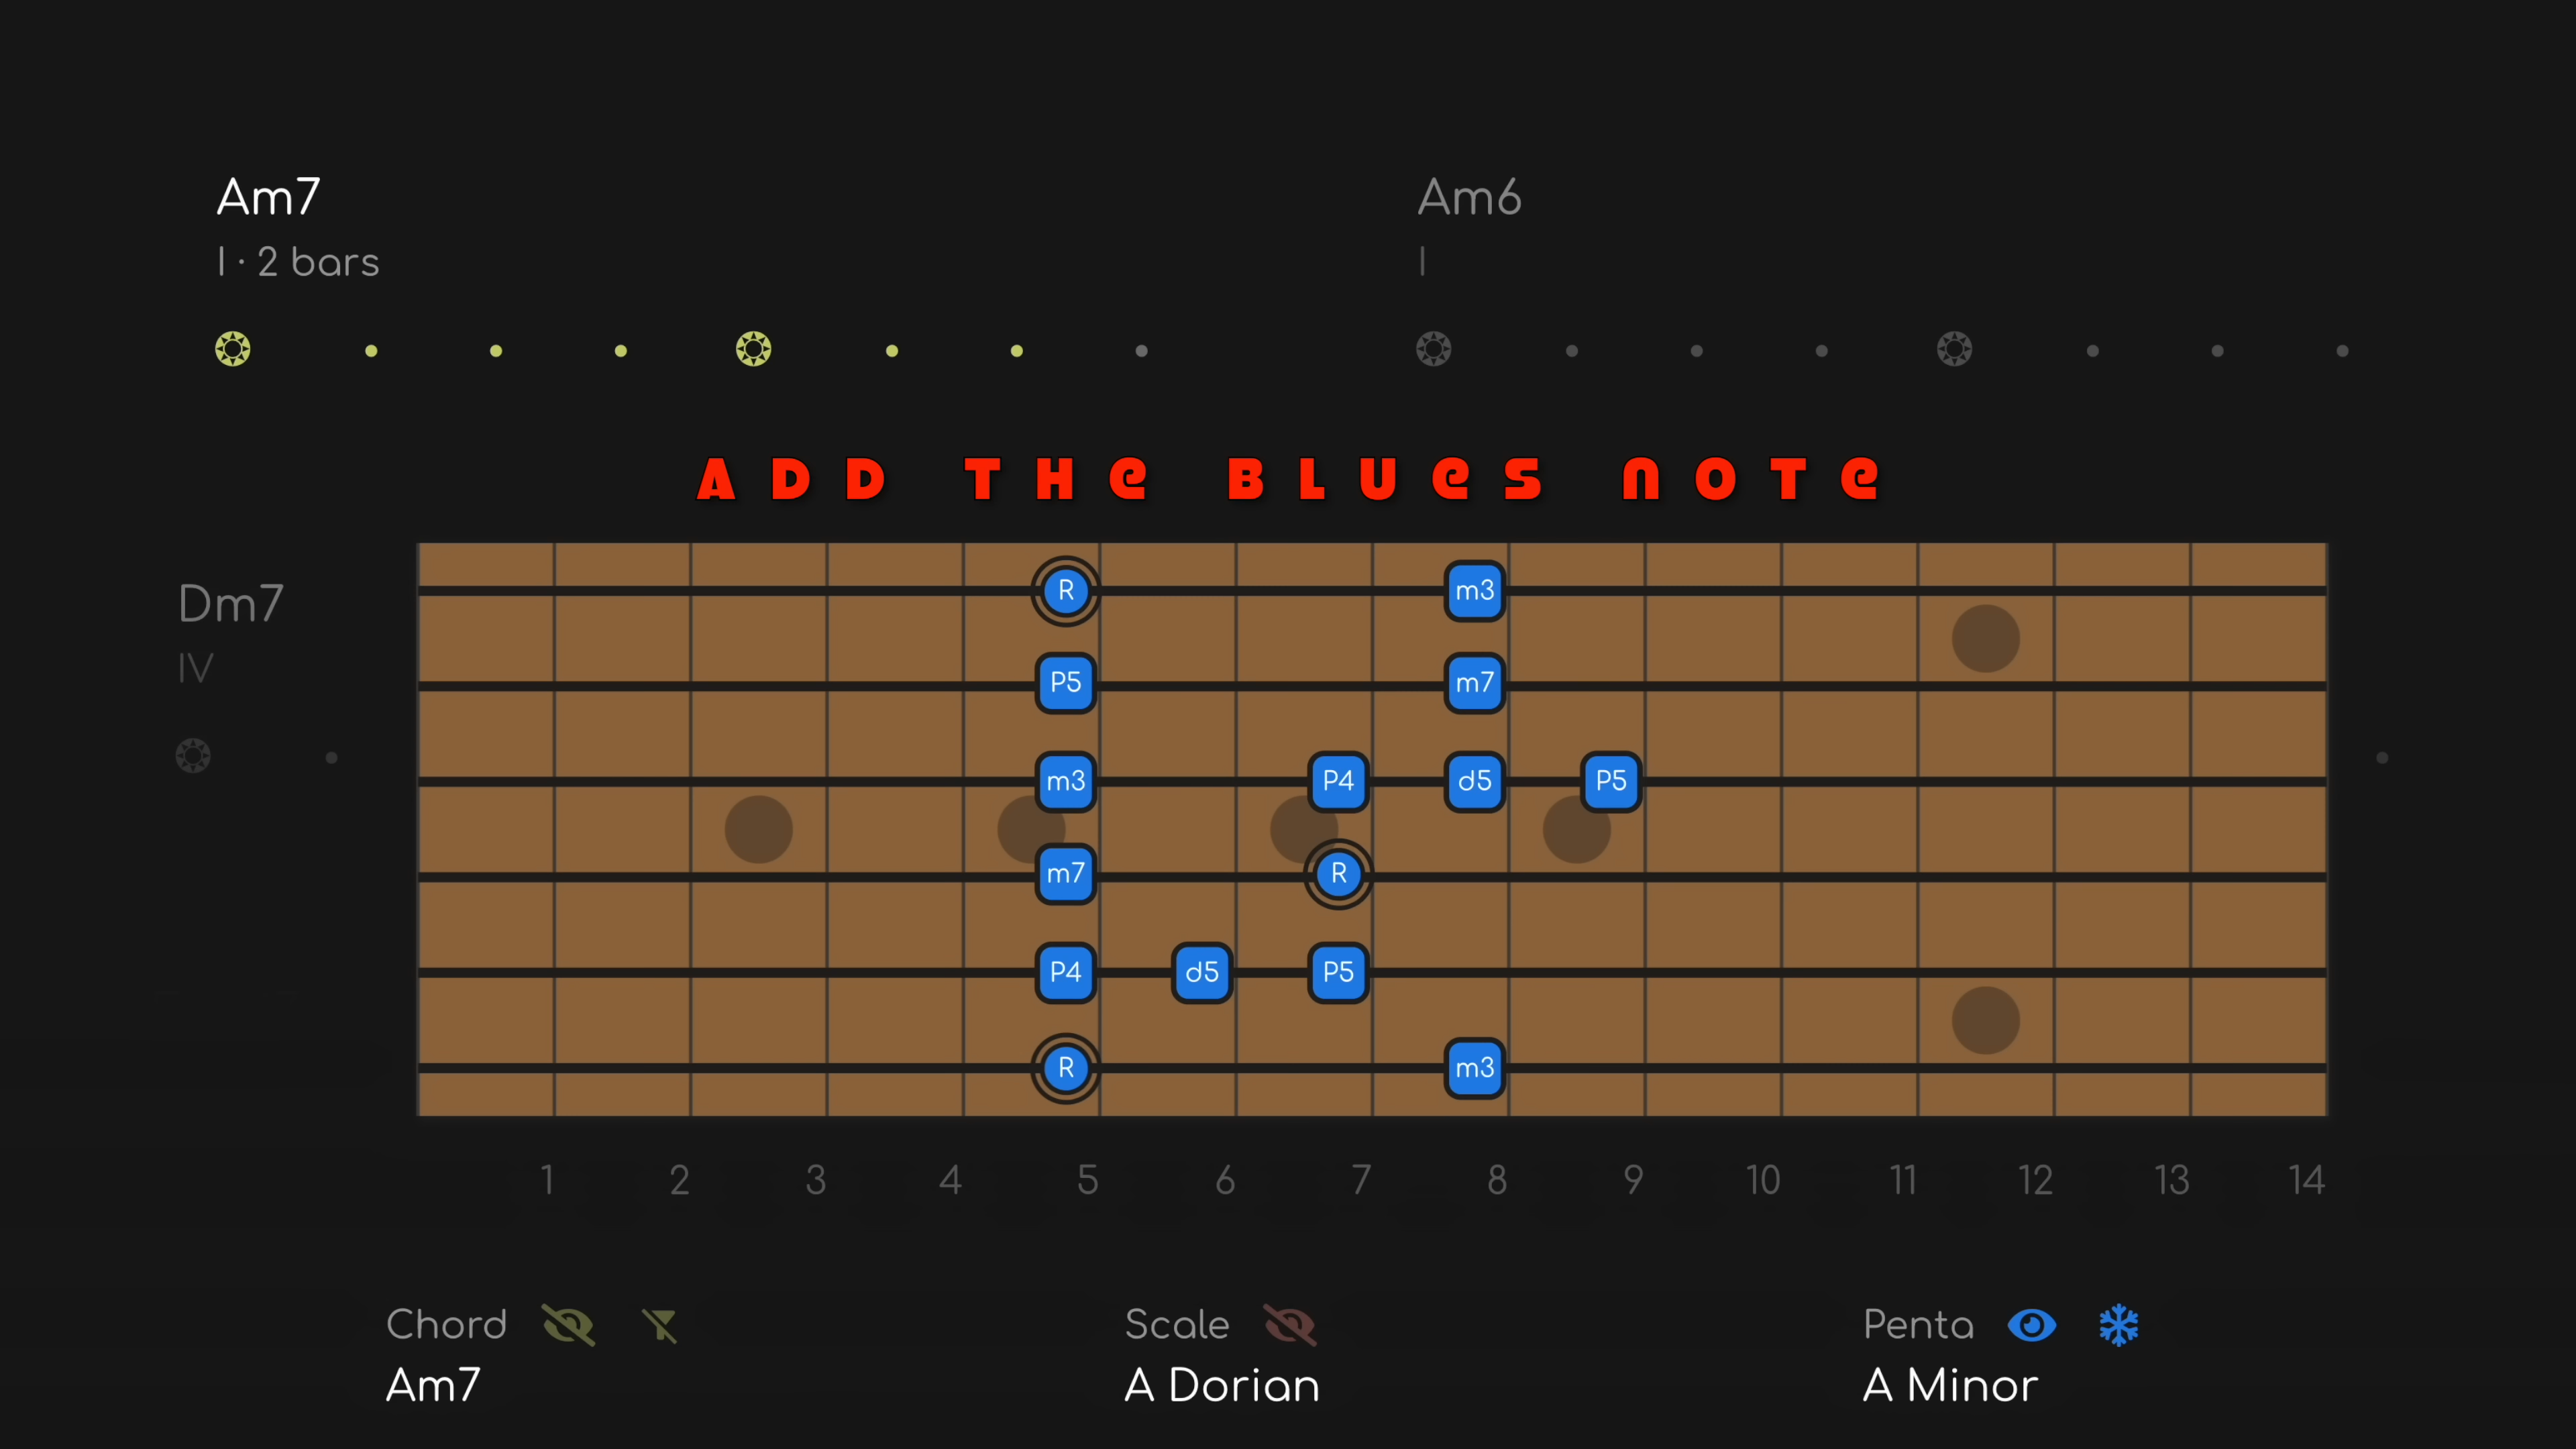 Am7
Am6
I · 2 bars
I
ADD THE BLUES NOTE
Dm7
IV
R m3
P5 m7
m3 P4 d5 P5
m7 R
P4 d5 P5
R m3
1 2 3 4 5 6 7 8 9 10 11 12 13 14
Chord
Scale
Penta
Am7
A Dorian
A Minor